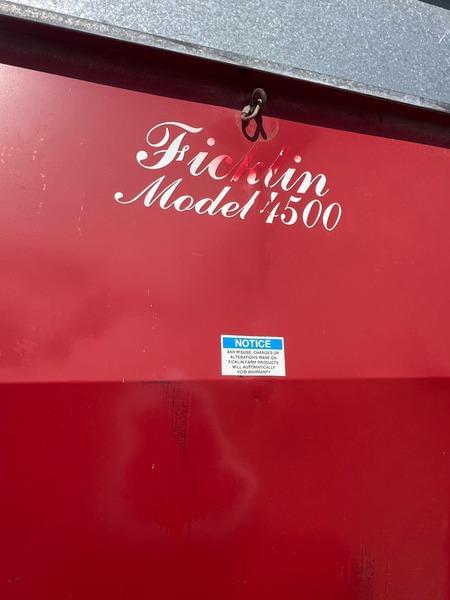 Ficklin
Model 4500
NOTICE
ANY MISUSE, CHANGES OR
ALTERATIONS MADE ON
FICKLIN FARM PRODUCTS
WILL AUTOMATICALLY
VOID WARRANTY